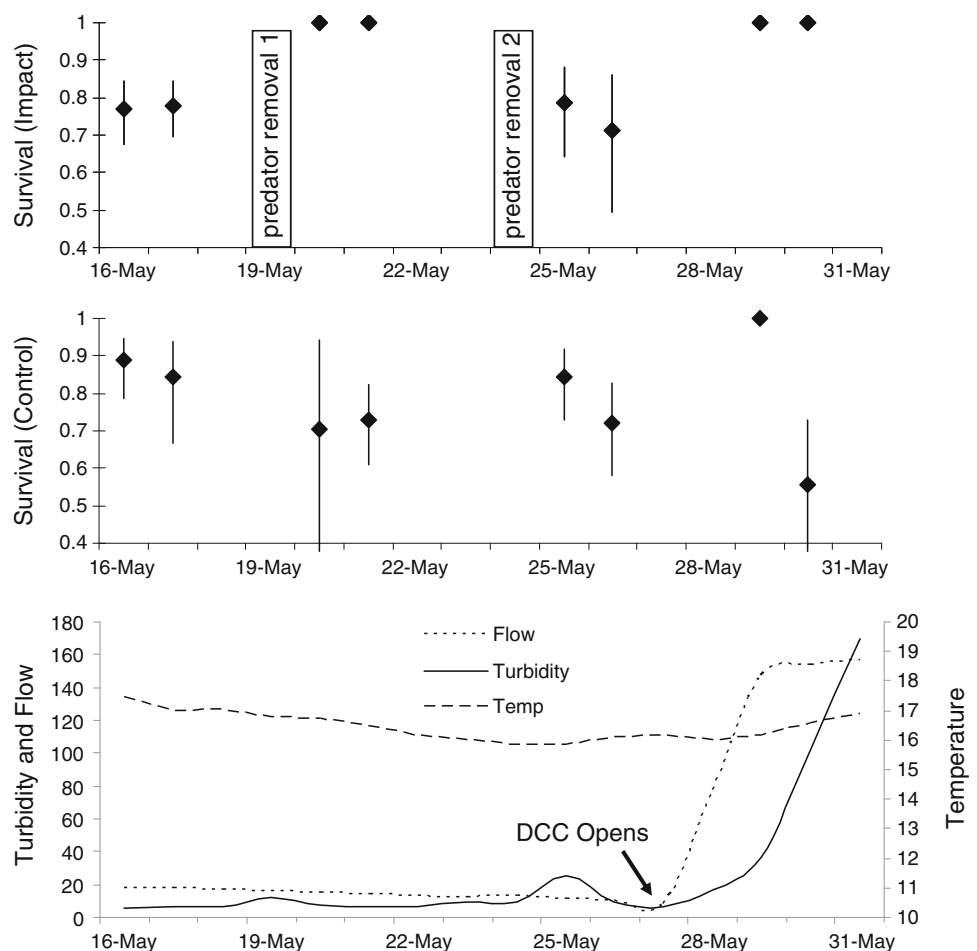 Survival (Impact)
1
0.9
0.8
0.7
0.6
0.5
0.4
predator removal 1
predator removal 2
16-May
19-May
22-May
25-May
28-May
31-May
Survival (Control)
1
0.9
0.8
0.7
0.6
0.5
0.4
16-May
19-May
22-May
25-May
28-May
31-May
Turbidity and Flow
180
160
140
120
100
80
60
40
20
0
Flow
Turbidity
Temp
DCC Opens
20
19
18
17
16
15
14
13
12
11
10
Temperature
16-May
19-May
22-May
25-May
28-May
31-May